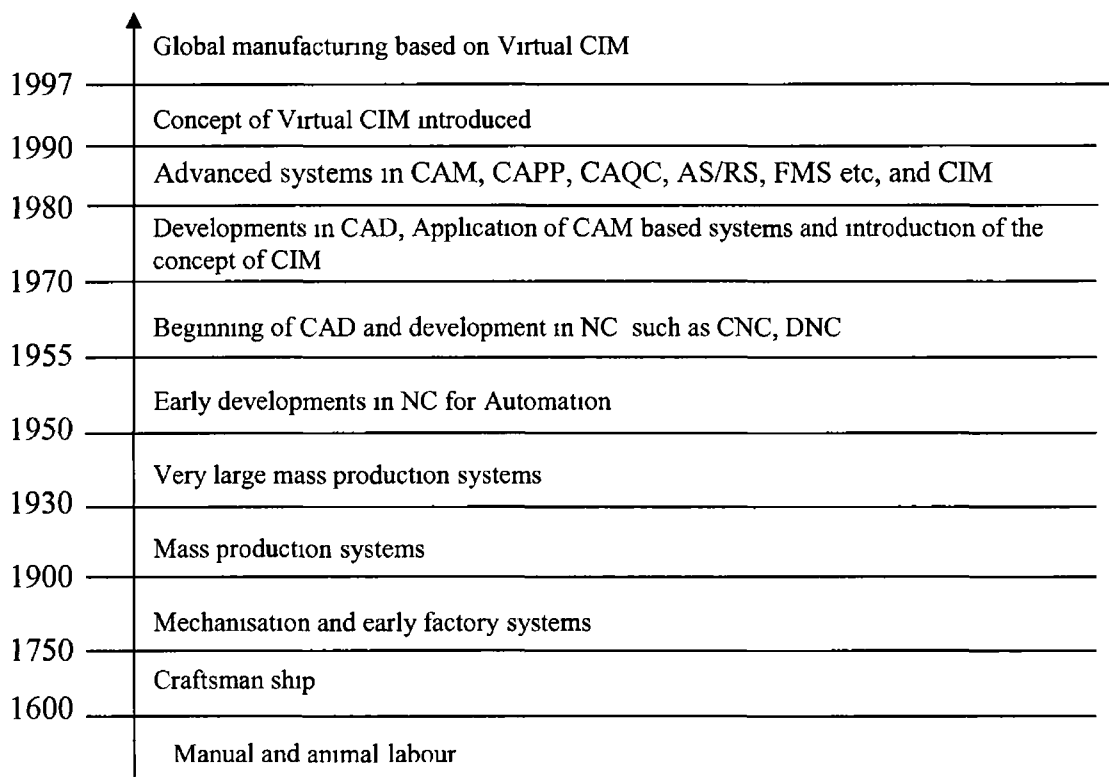 Global manufacturing based on Virtual CIM
1997
Concept of Virtual CIM introduced
1990
Advanced systems in CAM, CAPP, CAQC, AS/RS, FMS etc, and CIM
1980
Developments in CAD, Application of CAM based systems and introduction of the
concept of CIM
1970
Beginning of CAD and development in NC such as CNC, DNC
1955
Early developments in NC for Automation
1950
Very large mass production systems
1930
Mass production systems
1900
Mechanisation and early factory systems
1750
Craftsman ship
1600
Manual and animal labour